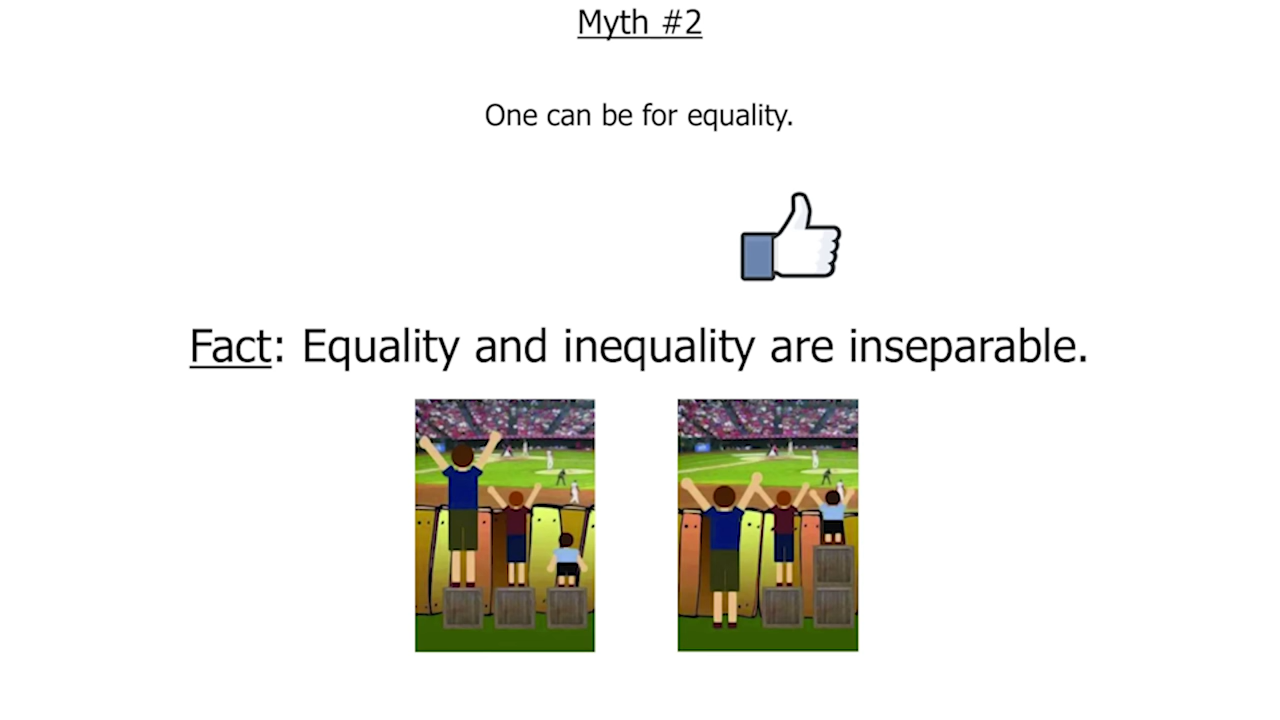 Myth #2
One can be for equality.
Fact: Equality and inequality are inseparable.